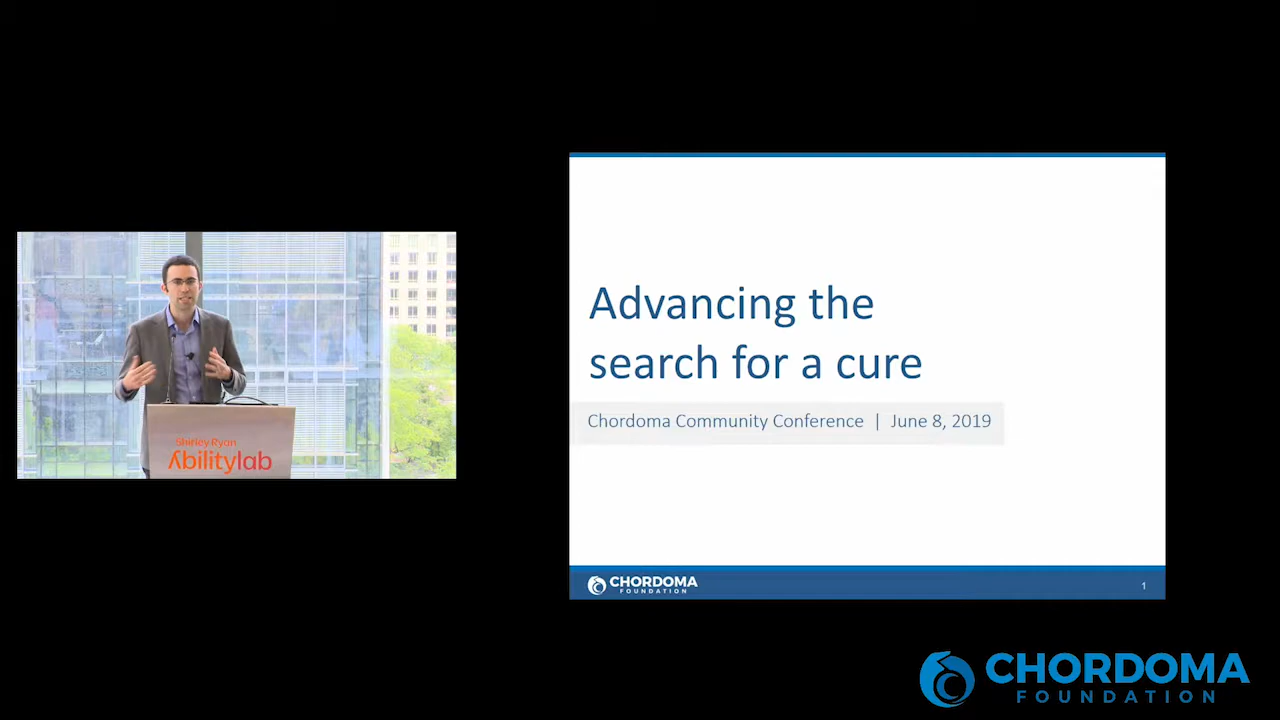 Shirley Ryan
Abilitylab
Advancing the
search for a cure
Chordoma Community Conference | June 8, 2019
CHORDOMA
FOUNDATION
1
CHORDOMA
FOUNDATION